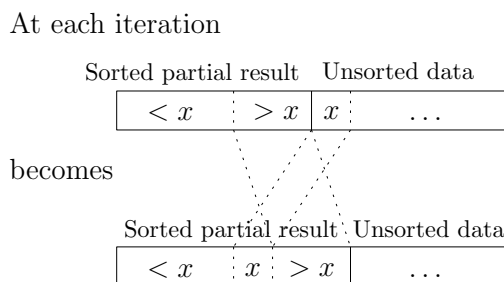 At each iteration
Sorted partial result Unsorted data
< x > x x ...
becomes
Sorted partial result Unsorted data
< x x > x ...